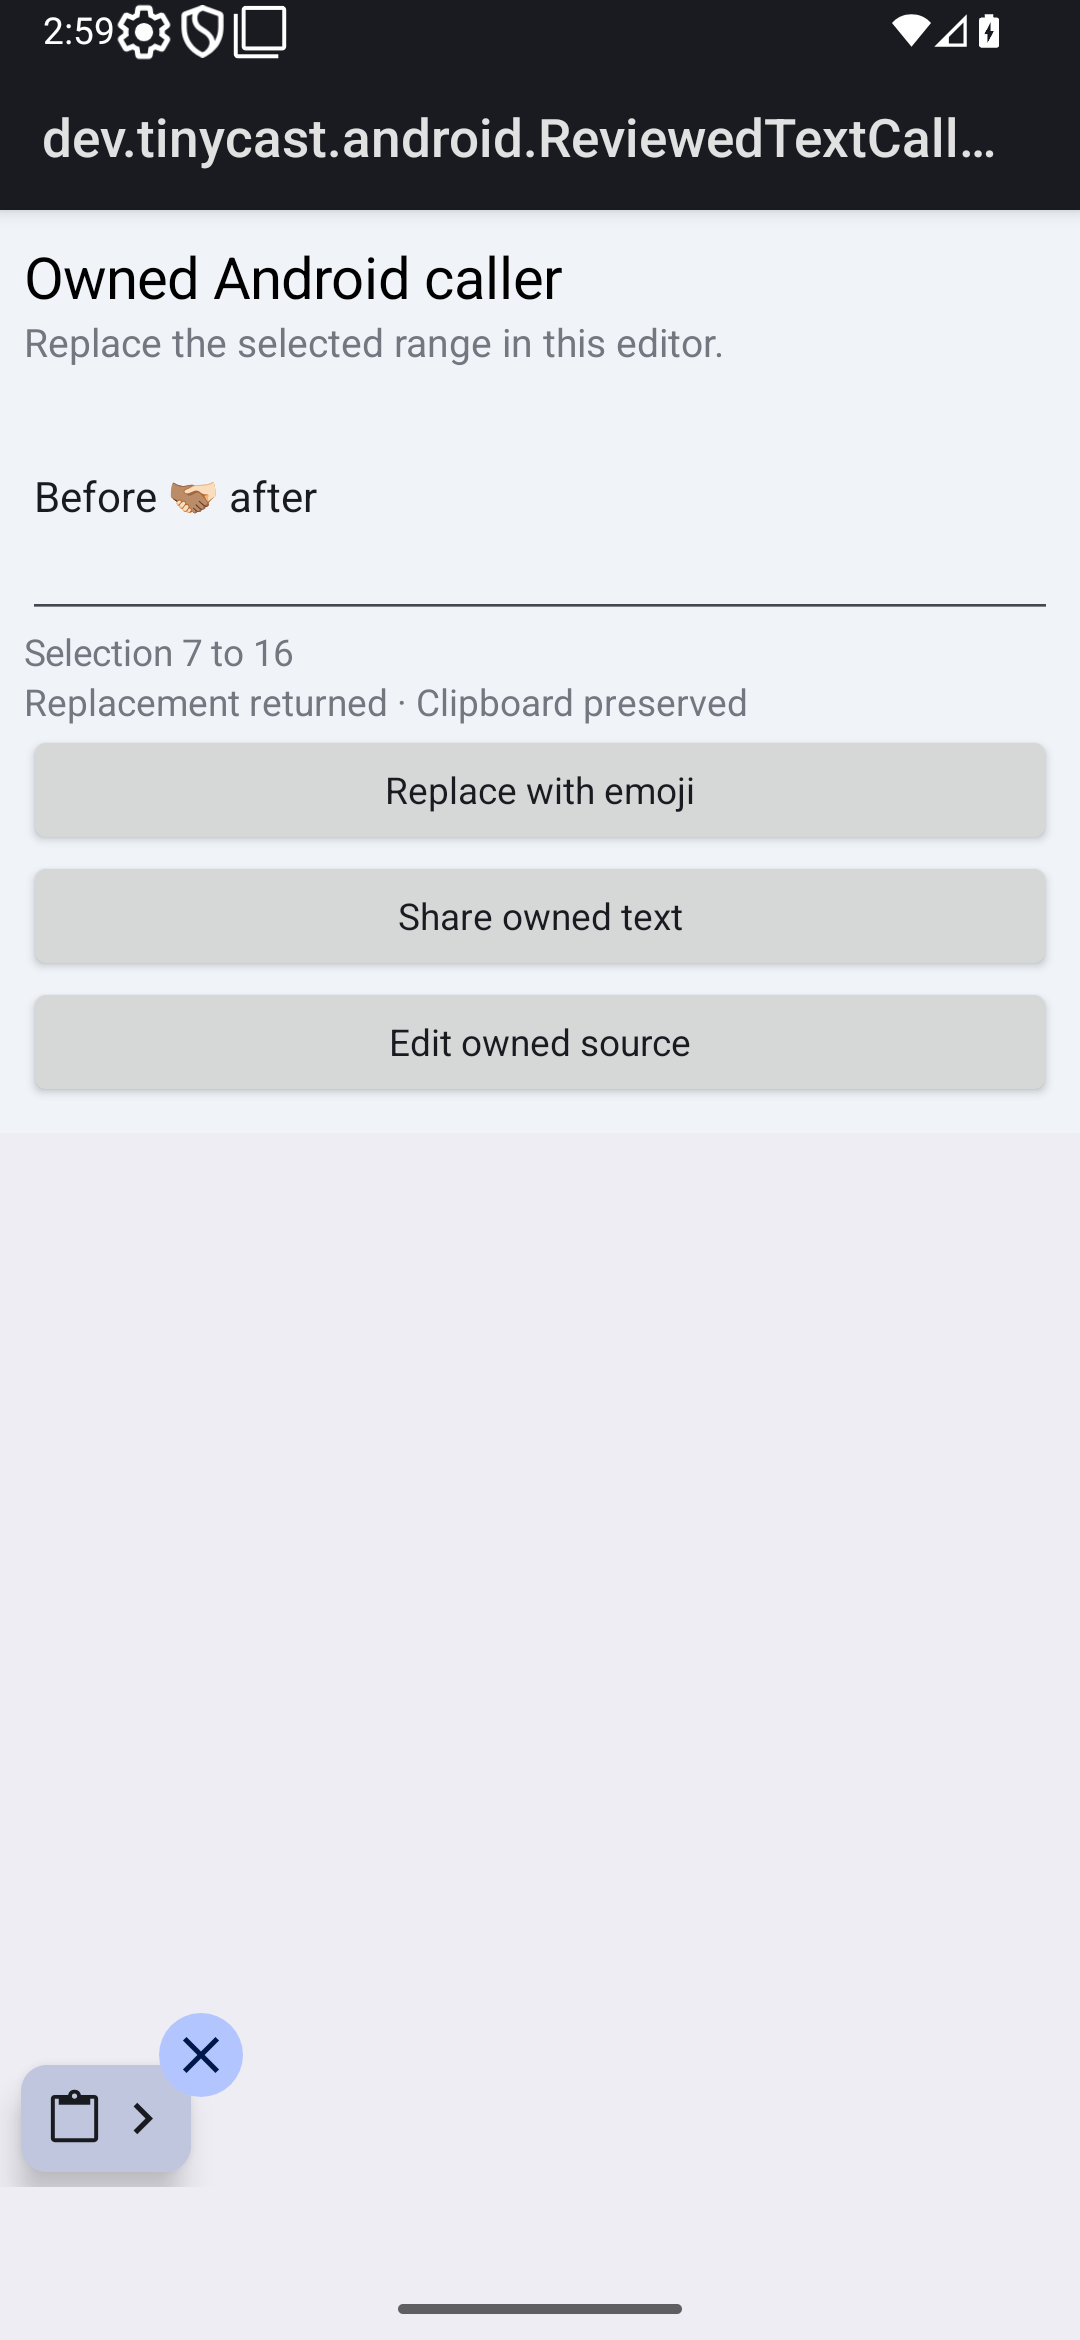 2:59
dev.tinycast.android.ReviewedTextCall...
Owned Android caller
Replace the selected range in this editor.
Before 🫱🏽‍🫲🏼 after
Selection 7 to 16
Replacement returned · Clipboard preserved
Replace with emoji
Share owned text
Edit owned source